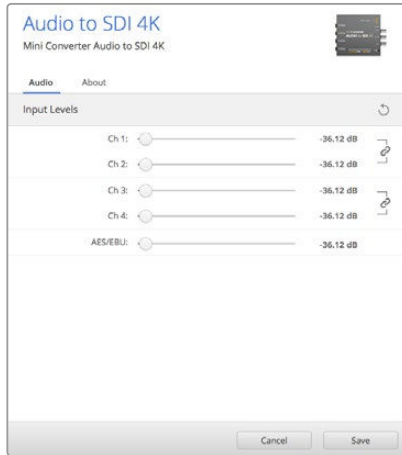 Audio to SDI 4K
Mini Converter Audio to SDI 4K
Audio About
Input Levels
Ch 1: -36.12 dB
Ch 2: -36.12 dB
Ch 3: -36.12 dB
Ch 4: -36.12 dB
AES/EBU: -36.12 dB
Cancel Save